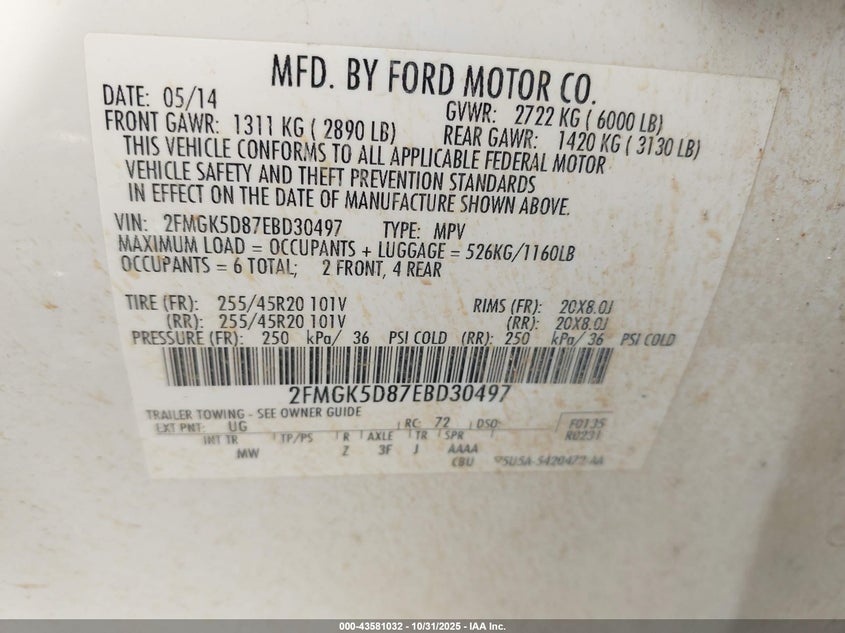 MFD. BY FORD MOTOR CO.
DATE: 05/14 GVWR: 2722 KG ( 6000 LB)
FRONT GAWR: 1311 KG ( 2890 LB) REAR GAWR: 1420 KG ( 3130 LB)
THIS VEHICLE CONFORMS TO ALL APPLICABLE FEDERAL MOTOR
VEHICLE SAFETY AND THEFT PREVENTION STANDARDS
IN EFFECT ON THE DATE OF MANUFACTURE SHOWN ABOVE.
VIN: 2FMGK5D87EBD30497 TYPE: MPV
MAXIMUM LOAD = OCCUPANTS + LUGGAGE = 526KG/1160LB
OCCUPANTS = 6 TOTAL; 2 FRONT, 4 REAR
TIRE (FR): 255/45R20 101V RIMS (FR): 20X8.0J
(RR): 255/45R20 101V (RR): 20X8.0J
PRESSURE (FR): 250 kPa/ 36 PSI COLD (RR): 250 kPa/ 36 PSI COLD
2FMGK5D87EBD30497
TRAILER TOWING - SEE OWNER GUIDE
EXT PNT: UG RC: 72 DSO: F0135
R0231
INT TR TP/PS R AXLE TR SPR
MW Z 3F J AAAA
CBU
000-43581032 - 10/31/2025 - IAA Inc.